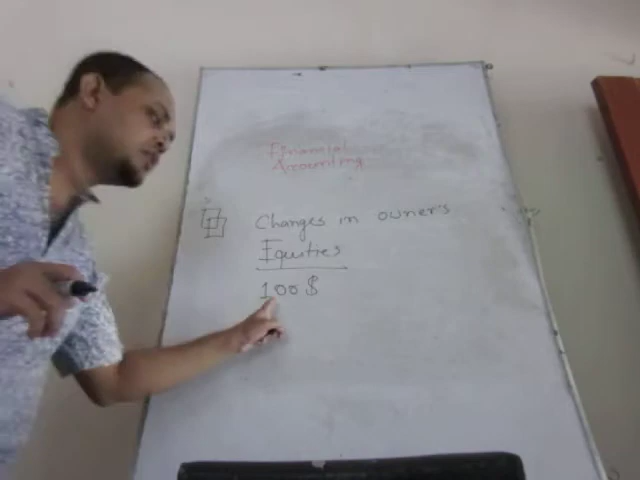 Financial
Accounting
Changes in owner's
Equities
100$